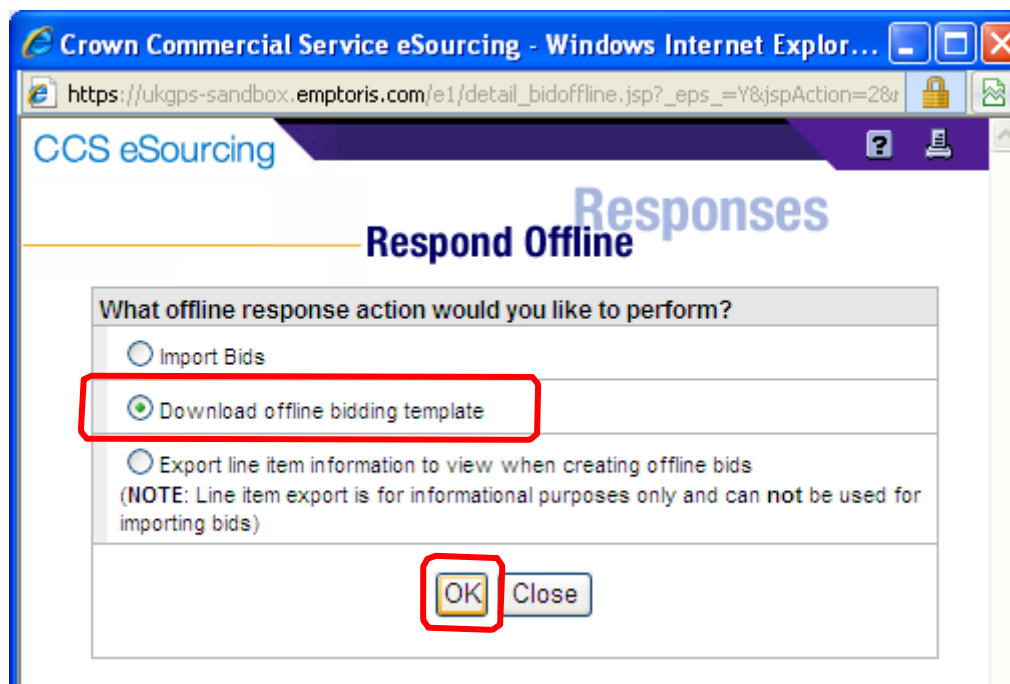 Crown Commercial Service eSourcing - Windows Internet Explor...
https://ukgps-sandbox.emptoris.com/e1/detail_bidoffline.jsp?_eps_=Y&jspAction=2&r
CCS eSourcing
?
Responses
Respond Offline
What offline response action would you like to perform?
Import Bids
Download offline bidding template
Export line item information to view when creating offline bids
(NOTE: Line item export is for informational purposes only and can not be used for
importing bids)
OK Close